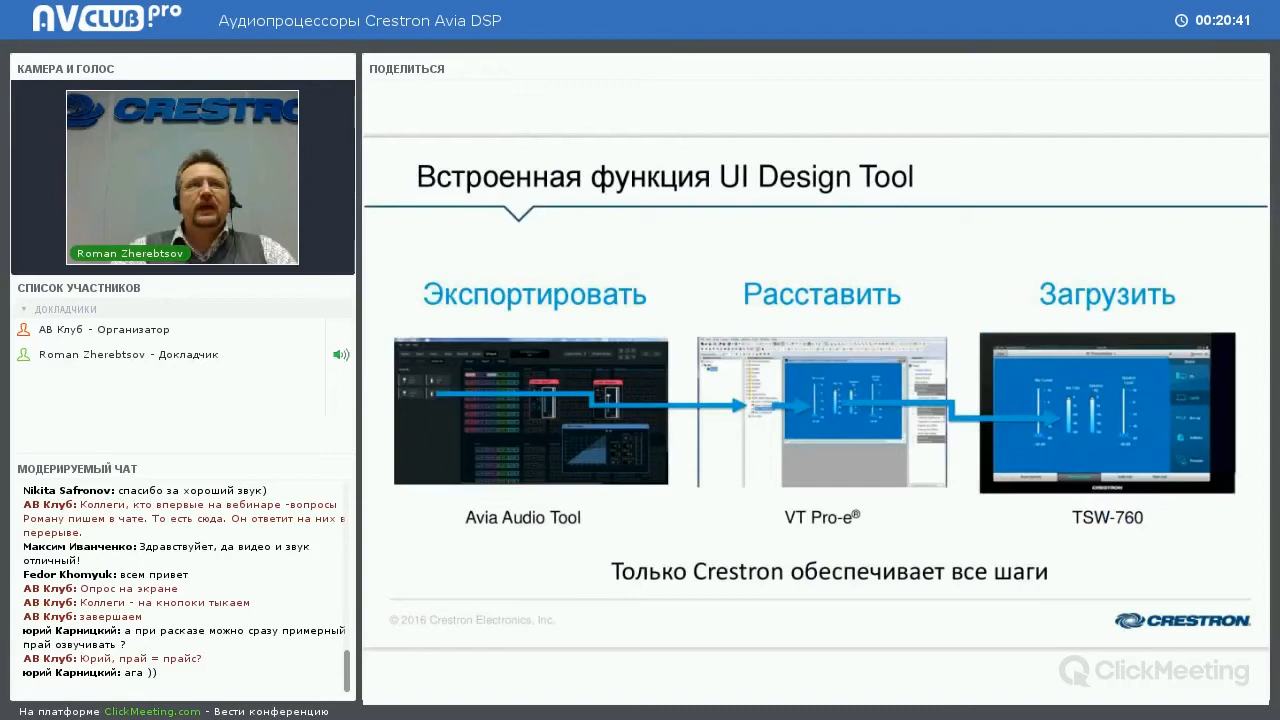 AVCLUB.pro
Аудиопроцессоры Crestron Avia DSP
00:20:41
КАМЕРА И ГОЛОС
CRESTRO
Roman Zherebtsov
СПИСОК УЧАСТНИКОВ
ДОКЛАДЧИКИ
АВ Клуб - Организатор
Roman Zherebtsov - Докладчик
МОДЕРИРУЕМЫЙ ЧАТ
Nikita Safronov: спасибо за хороший звук)
АВ Клуб: Коллеги, кто впервые на вебинаре -вопросы
Роману пишем в чате. То есть сюда. Он ответит на них в
перерыве.
Максим Иванченко: Здравствуйет, да видео и звук
отличный!
Fedor Khomyuk: всем привет
АВ Клуб: Опрос на экране
АВ Клуб: Коллеги - на кнопоки тыкаем
АВ Клуб: завершаем
юрий Карницкий: а при расказе можно сразу примерный
прай озвучивать ?
АВ Клуб: Юрий, прай = прайс?
юрий Карницкий: ага ))
На платформе ClickMeeting.com - Вести конференцию
ПОДЕЛИТЬСЯ
Встроенная функция UI Design Tool
Экспортировать
Расставить
Загрузить
CRESTRON
Avia Audio Tool
VT Pro-e®
TSW-760
Только Crestron обеспечивает все шаги
© 2016 Crestron Electronics, Inc.
CRESTRON
ClickMeeting